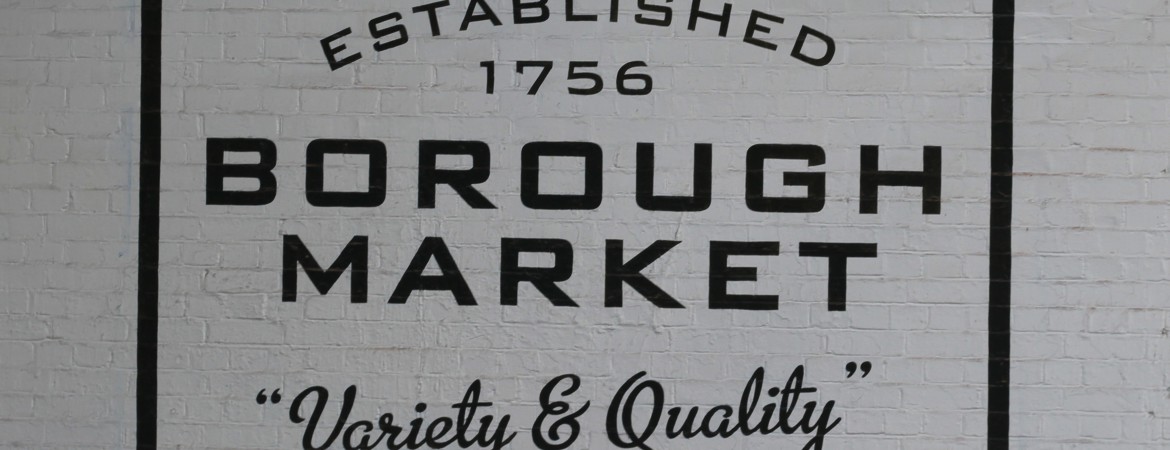 ESTABLISHED
1756
BOROUGH
MARKET
“Variety & Quality”